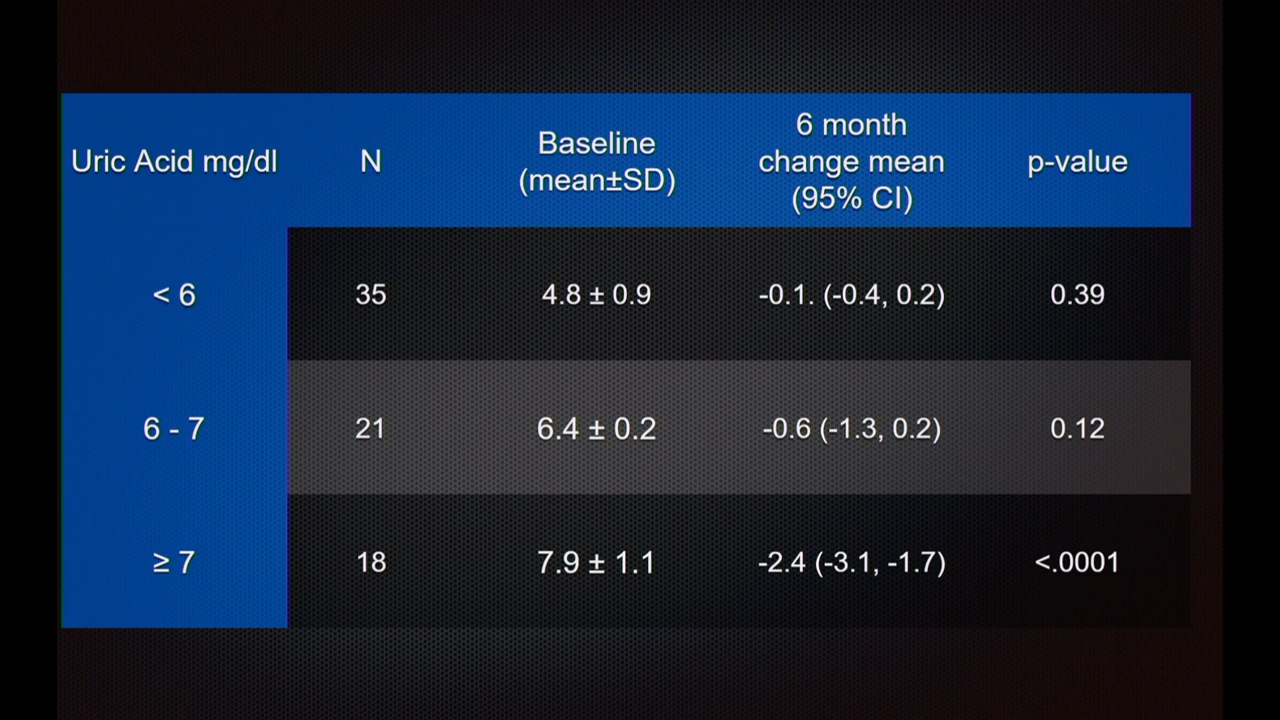 Uric Acid mg/dl
N
Baseline
(mean±SD)
6 month
change mean
(95% CI)
p-value
< 6
35
4.8 ± 0.9
-0.1. (-0.4, 0.2)
0.39
6 - 7
21
6.4 ± 0.2
-0.6 (-1.3, 0.2)
0.12
≥ 7
18
7.9 ± 1.1
-2.4 (-3.1, -1.7)
<.0001